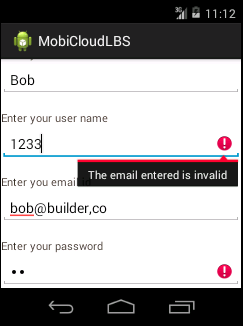 11:12
MobiCloudLBS
Bob
Enter your user name
1233
The email entered is invalid
Enter you email
bob@builder,co
Enter your password